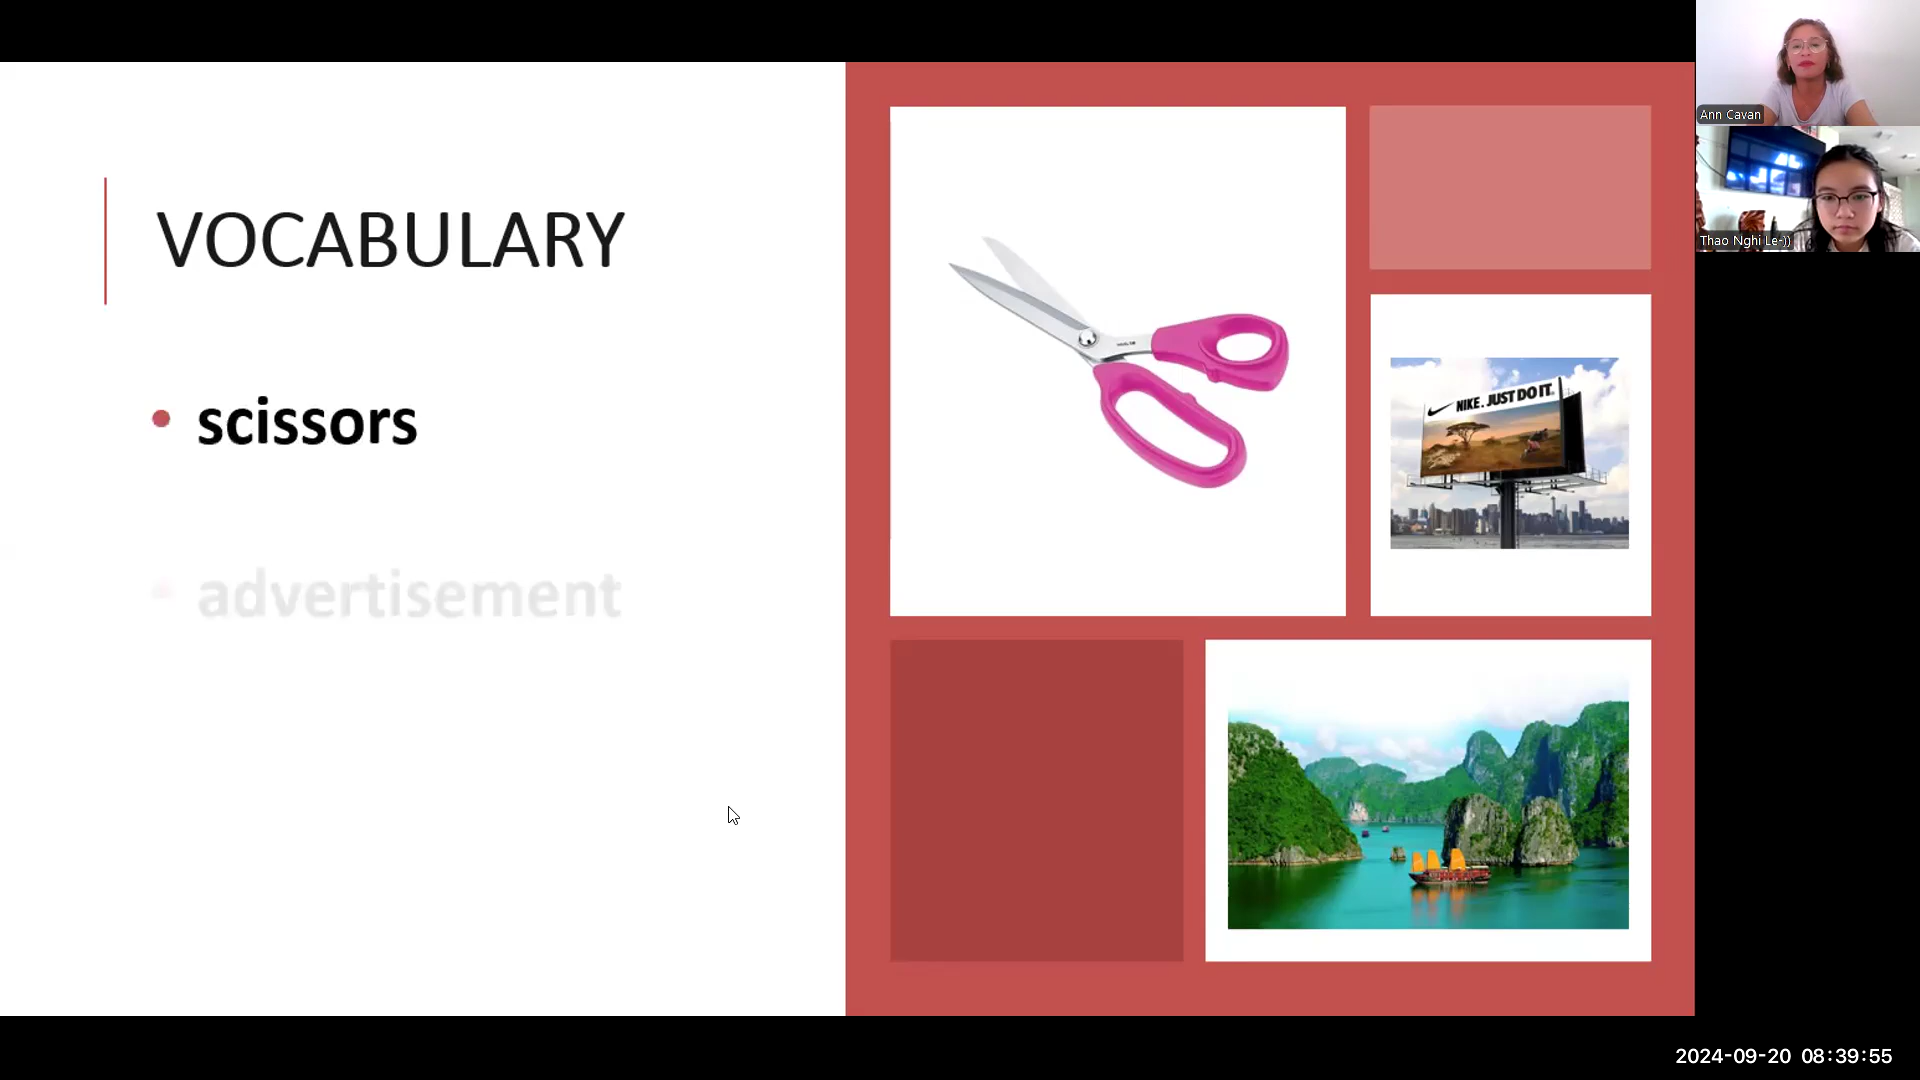 VOCABULARY
scissors
advertisement
NIKE. JUST DO IT.
Ann Cavan
Thao Nghi Le-))
2024-09-20 08:39:55